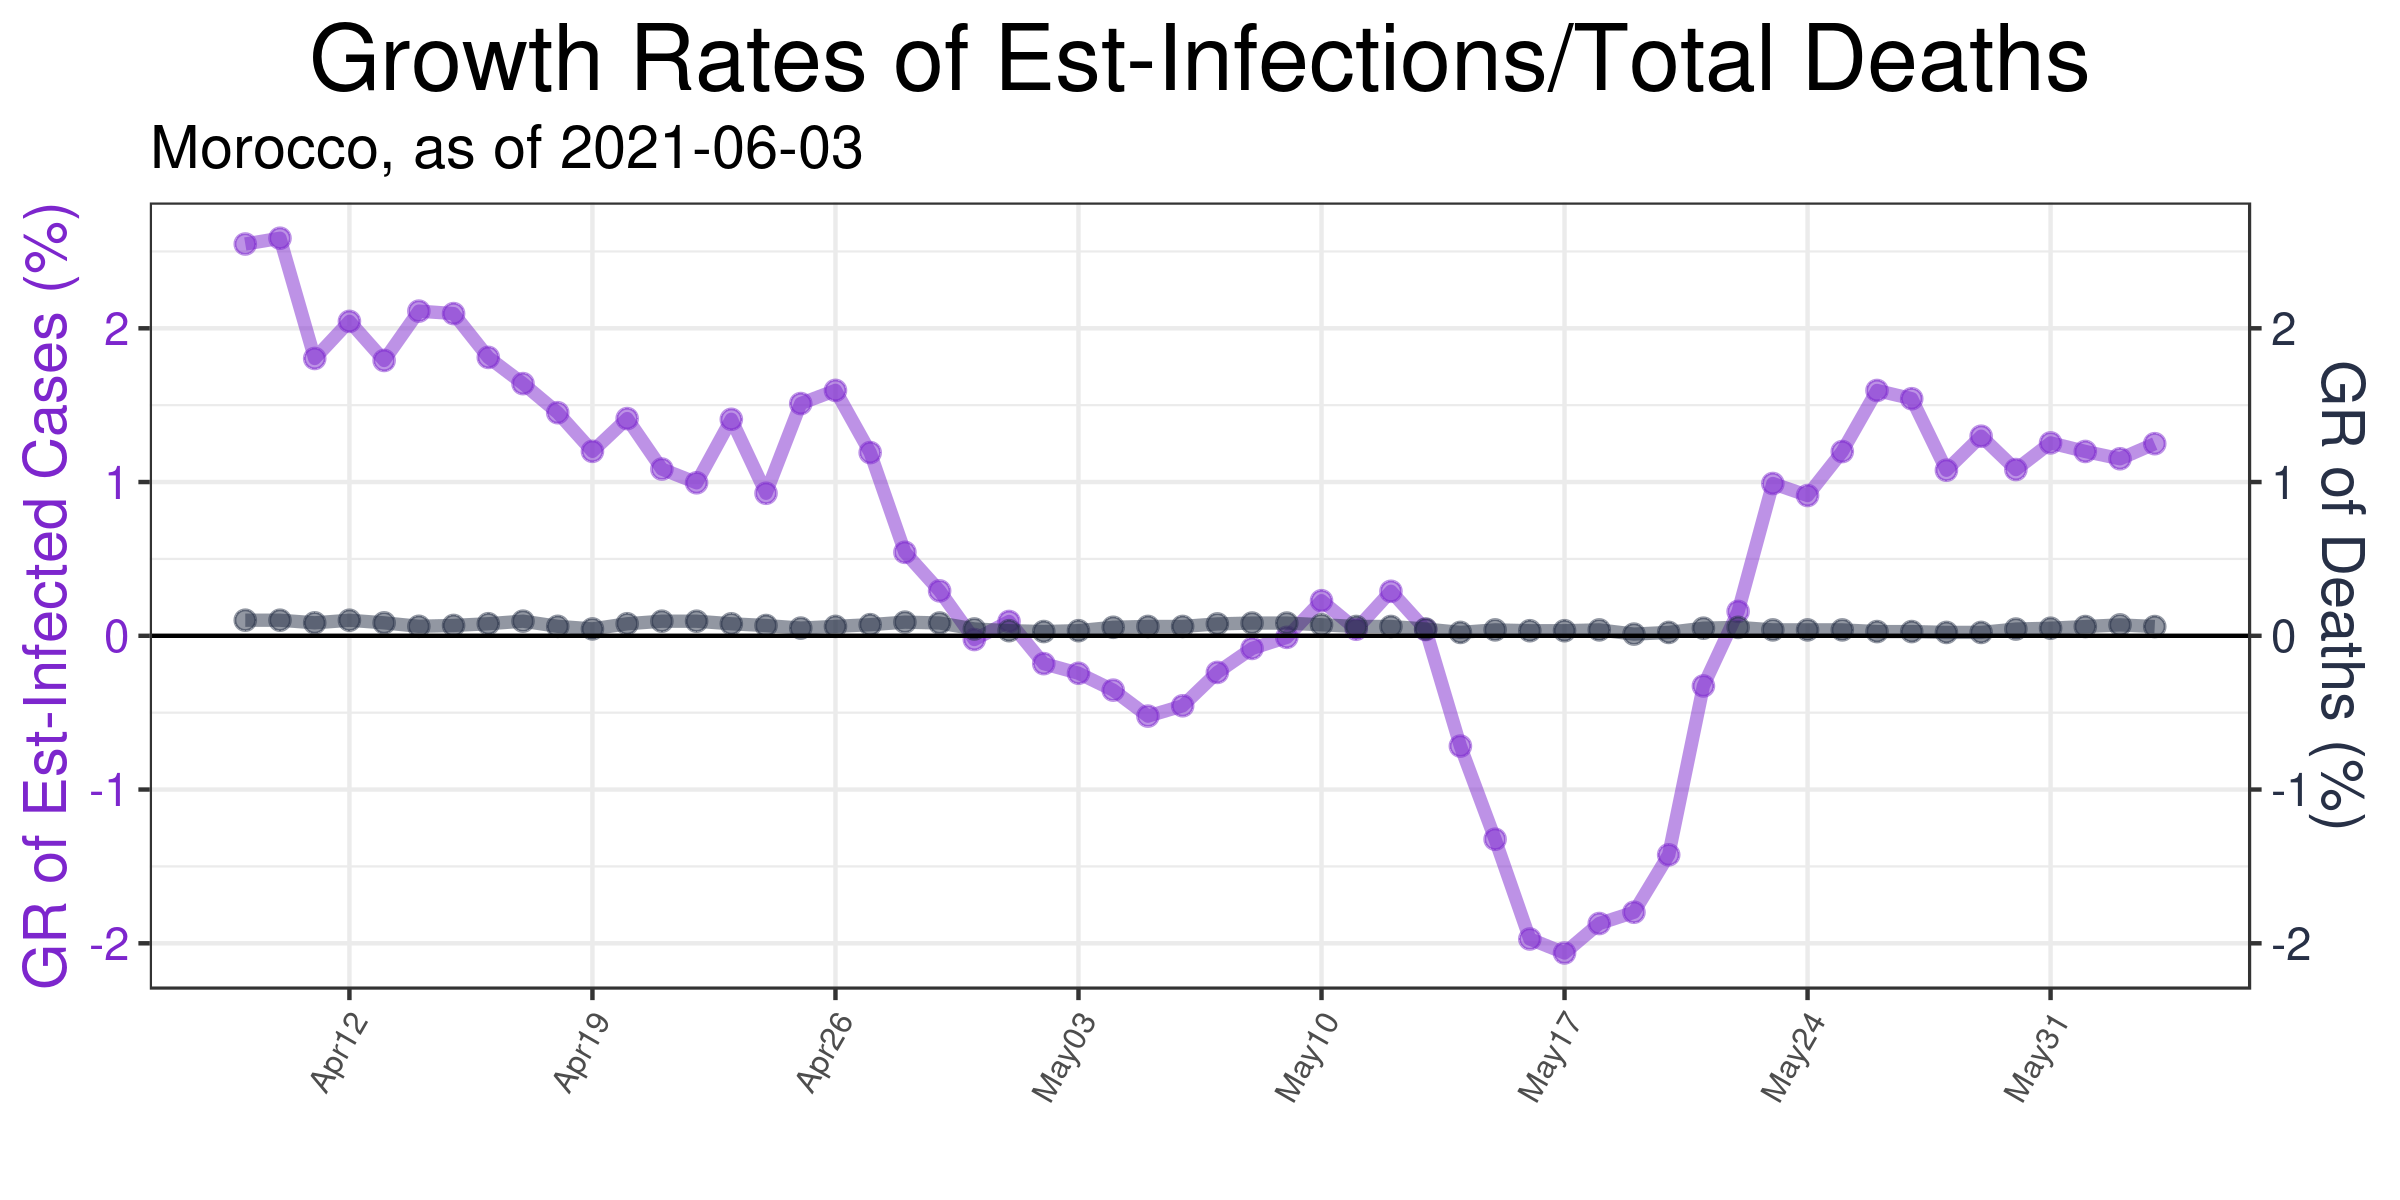 Growth Rates of Est-Infections/Total Deaths
Morocco, as of 2021-06-03
GR of Est-Infected Cases (%)
2
1
0
-1
-2
2
1
0
-1
-2
GR of Deaths (%)
Apr12
Apr19
Apr26
May03
May10
May17
May24
May31